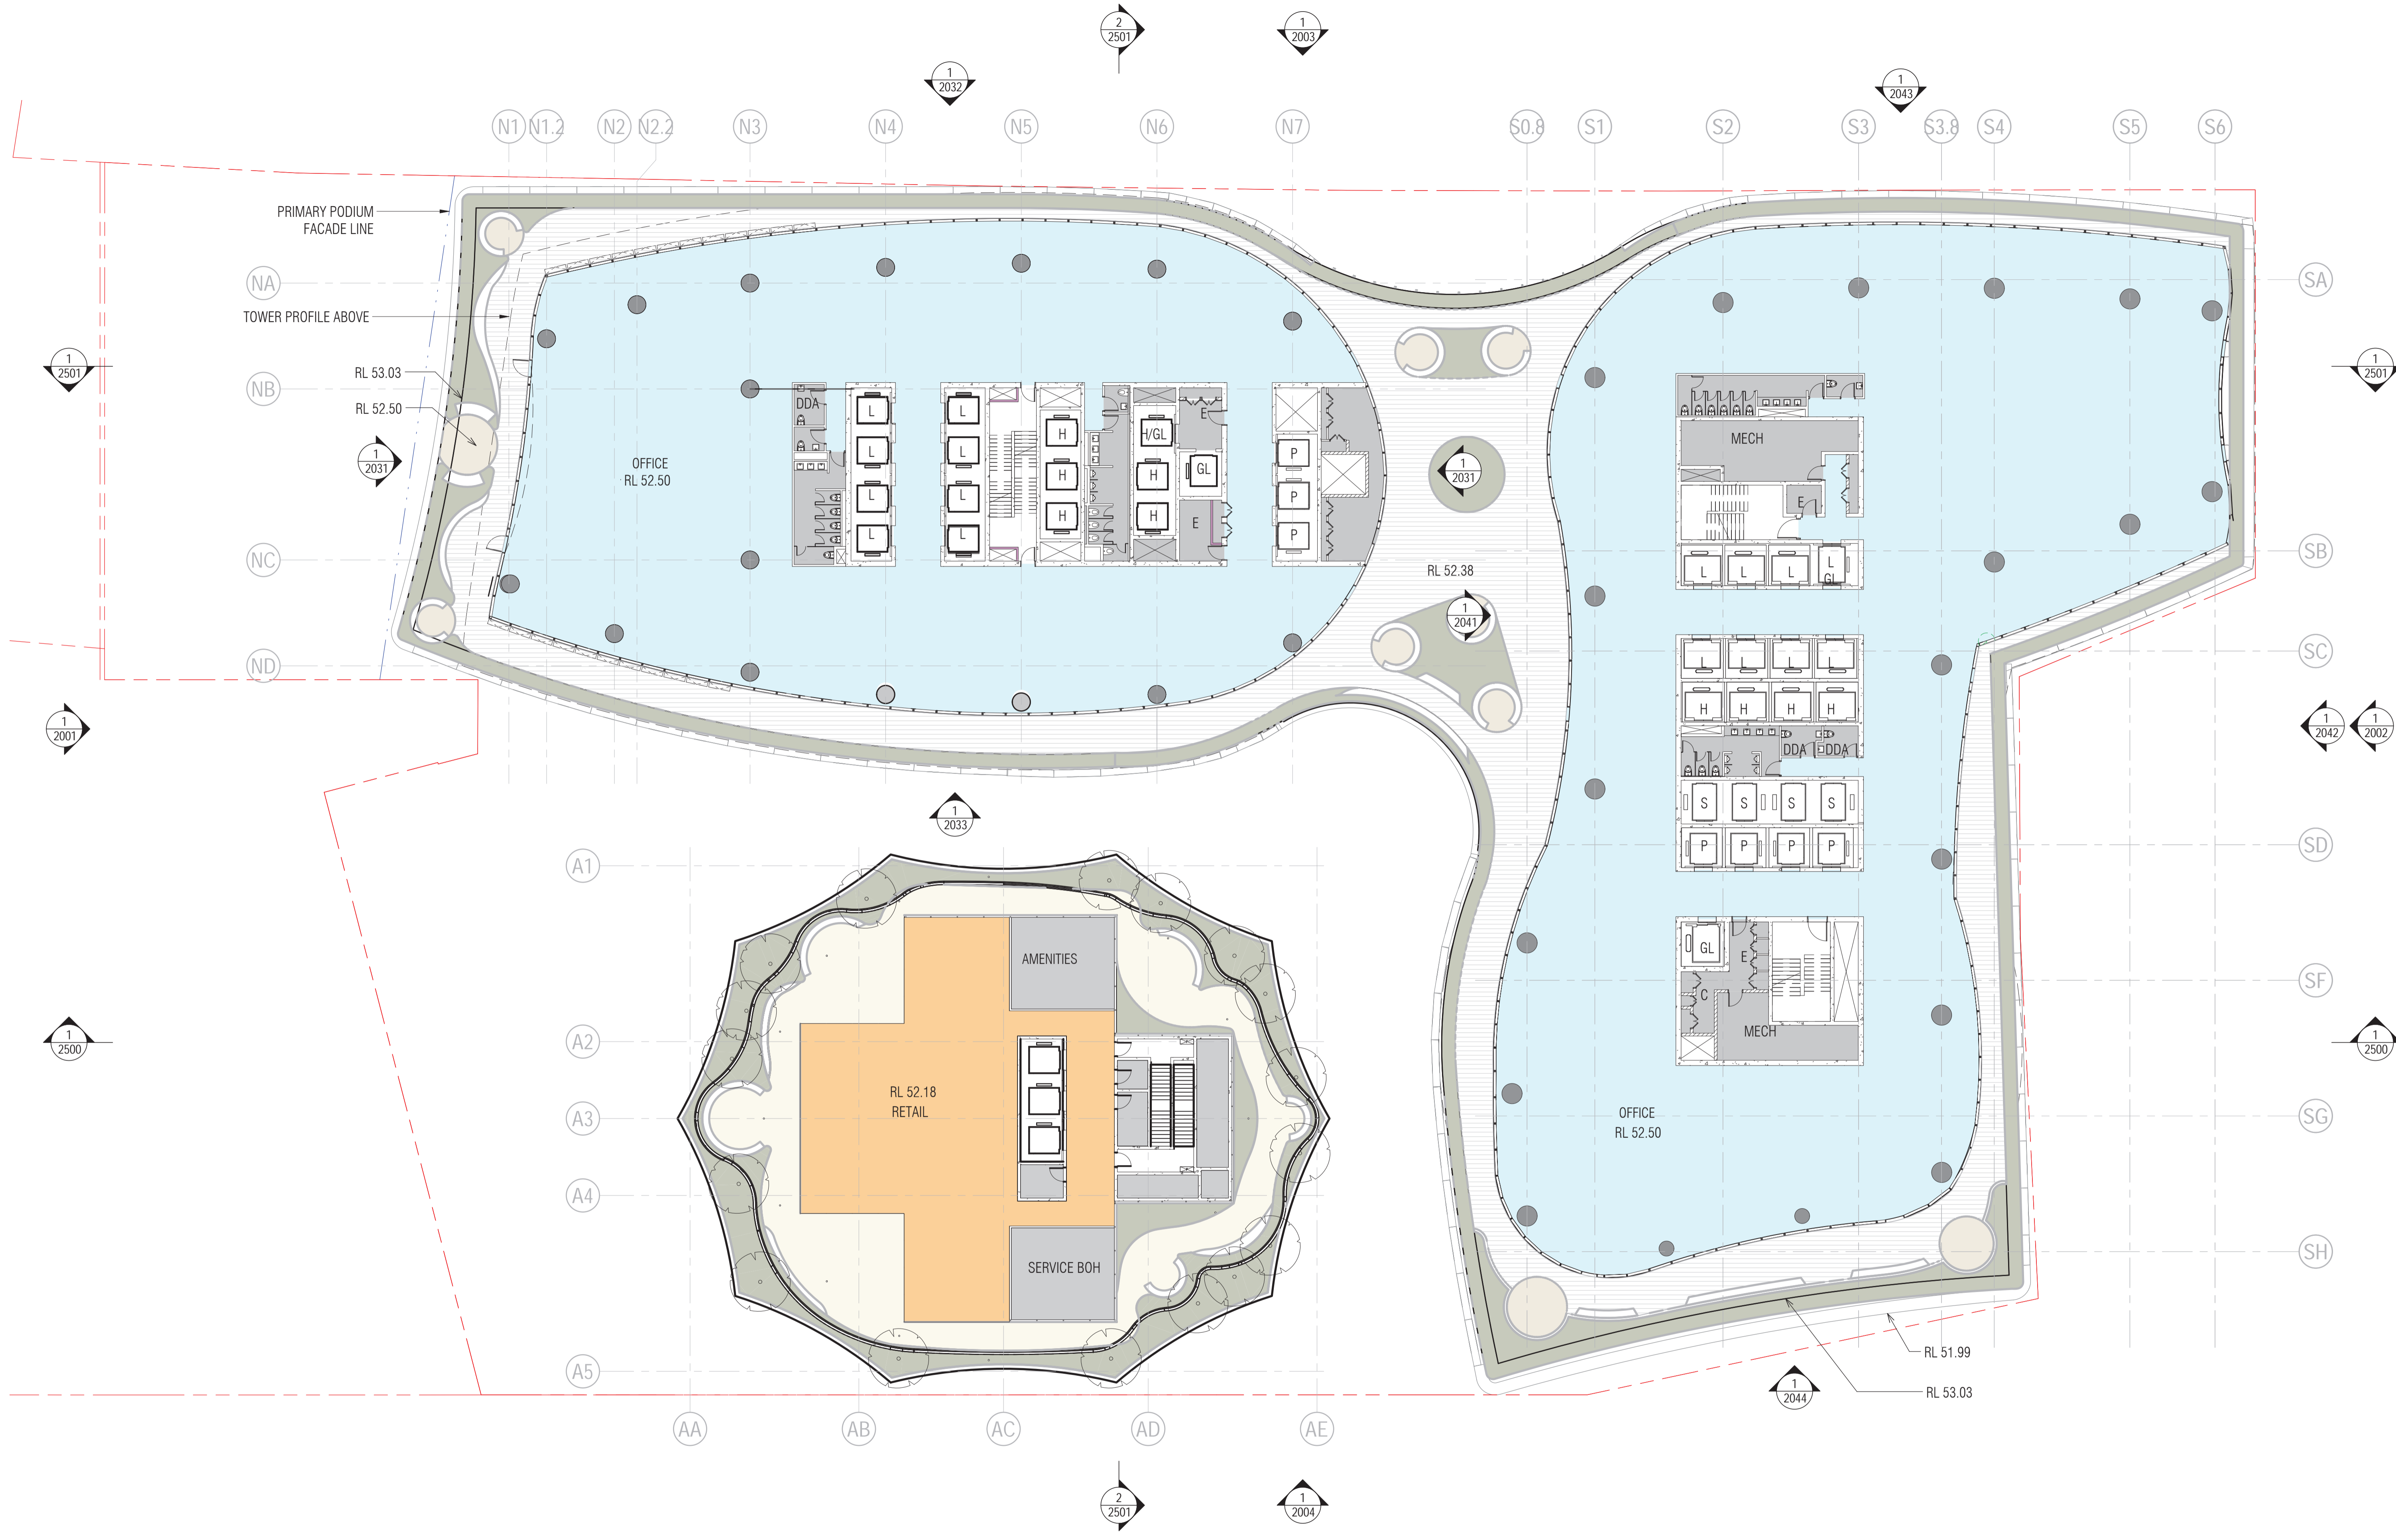 2
2501
1
2003
1
2032
1
2043
N1
N1.2
N2
N2.2
N3
N4
N5
N6
N7
S0.8
S1
S2
S3
S3.8
S4
S5
S6
PRIMARY PODIUM
FACADE LINE
NA
SA
TOWER PROFILE ABOVE
1
2501
RL 53.03
1
2501
NB
RL 52.50
DDA
L
L
H
H/GL
E
P
MECH
1
2031
OFFICE
RL 52.50
L
L
H
H
GL
1
2031
L
L
P
E
L
L
H
H
E
P
NC
SB
RL 52.38
L
L
L
L
GL
1
2041
ND
SC
L
L
L
L
H
H
H
H
1
2001
1
2042
1
2002
DDA
DDA
S
S
S
S
1
2033
P
P
P
P
SD
A1
AMENITIES
GL
E
SF
C
MECH
A2
1
2500
1
2500
RL 52.18
RETAIL
A3
OFFICE
RL 52.50
SG
A4
SH
SERVICE BOH
RL 51.99
A5
1
2044
RL 53.03
AA
AB
AC
AD
AE
2
2501
1
2004